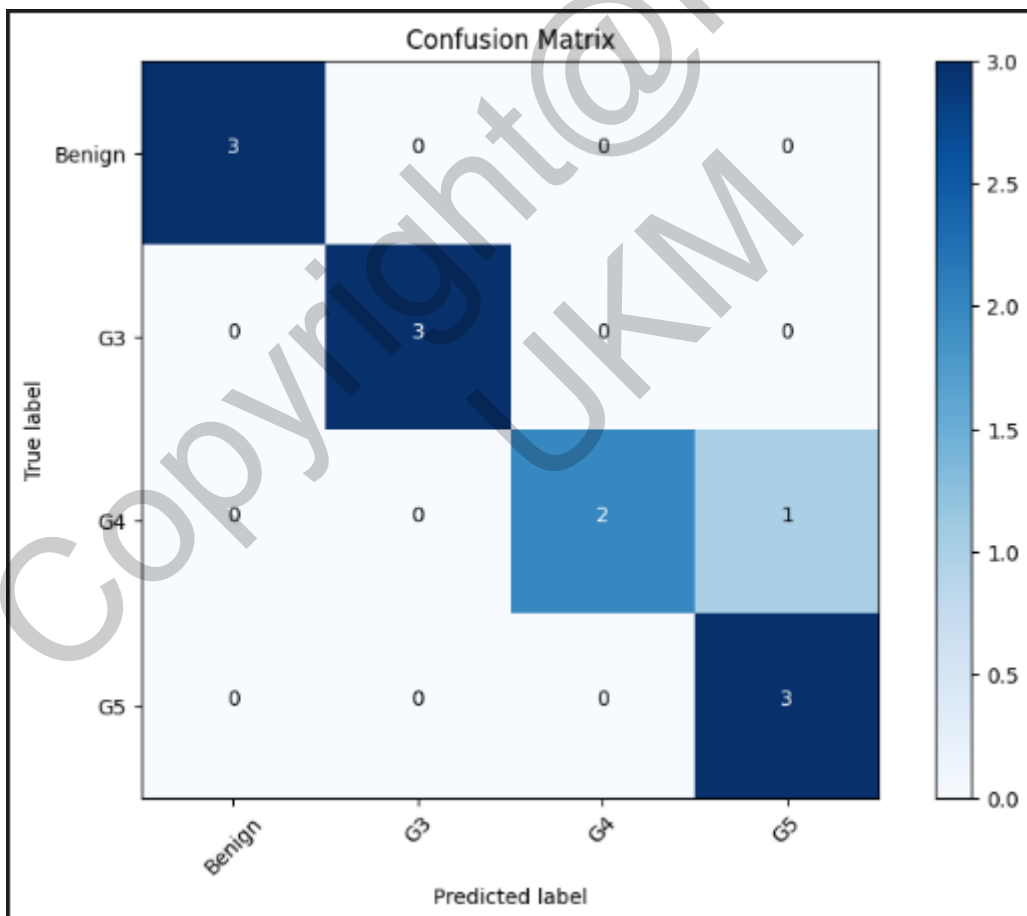 Confusion Matrix
3.0
Benign 3 0 0 0
2.5
2.0
G3 0 3 0 0
True label
1.5
G4 0 0 2 1
1.0
0.5
G5 0 0 0 3
0.0
Benign G3 G4 G5
Predicted label
Copyright@
UKM